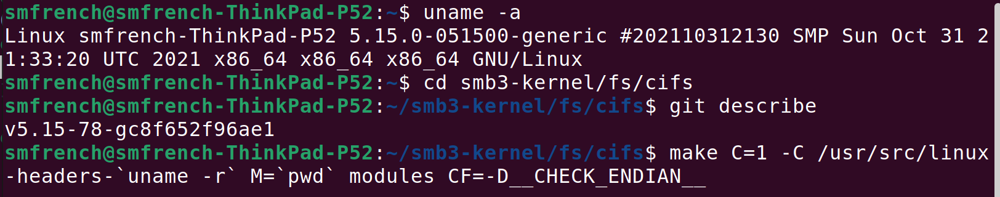 smfrench@smfrench-ThinkPad-P52:~$ uname -a
Linux smfrench-ThinkPad-P52 5.15.0-051500-generic #202110312130 SMP Sun Oct 31 2
1:33:20 UTC 2021 x86_64 x86_64 x86_64 GNU/Linux
smfrench@smfrench-ThinkPad-P52:~$ cd smb3-kernel/fs/cifs
smfrench@smfrench-ThinkPad-P52:~/smb3-kernel/fs/cifs$ git describe
v5.15-78-gc8f652f96ae1
smfrench@smfrench-ThinkPad-P52:~/smb3-kernel/fs/cifs$ make C=1 -C /usr/src/linux
-headers-`uname -r` M=`pwd` modules CF=-D__CHECK_ENDIAN__